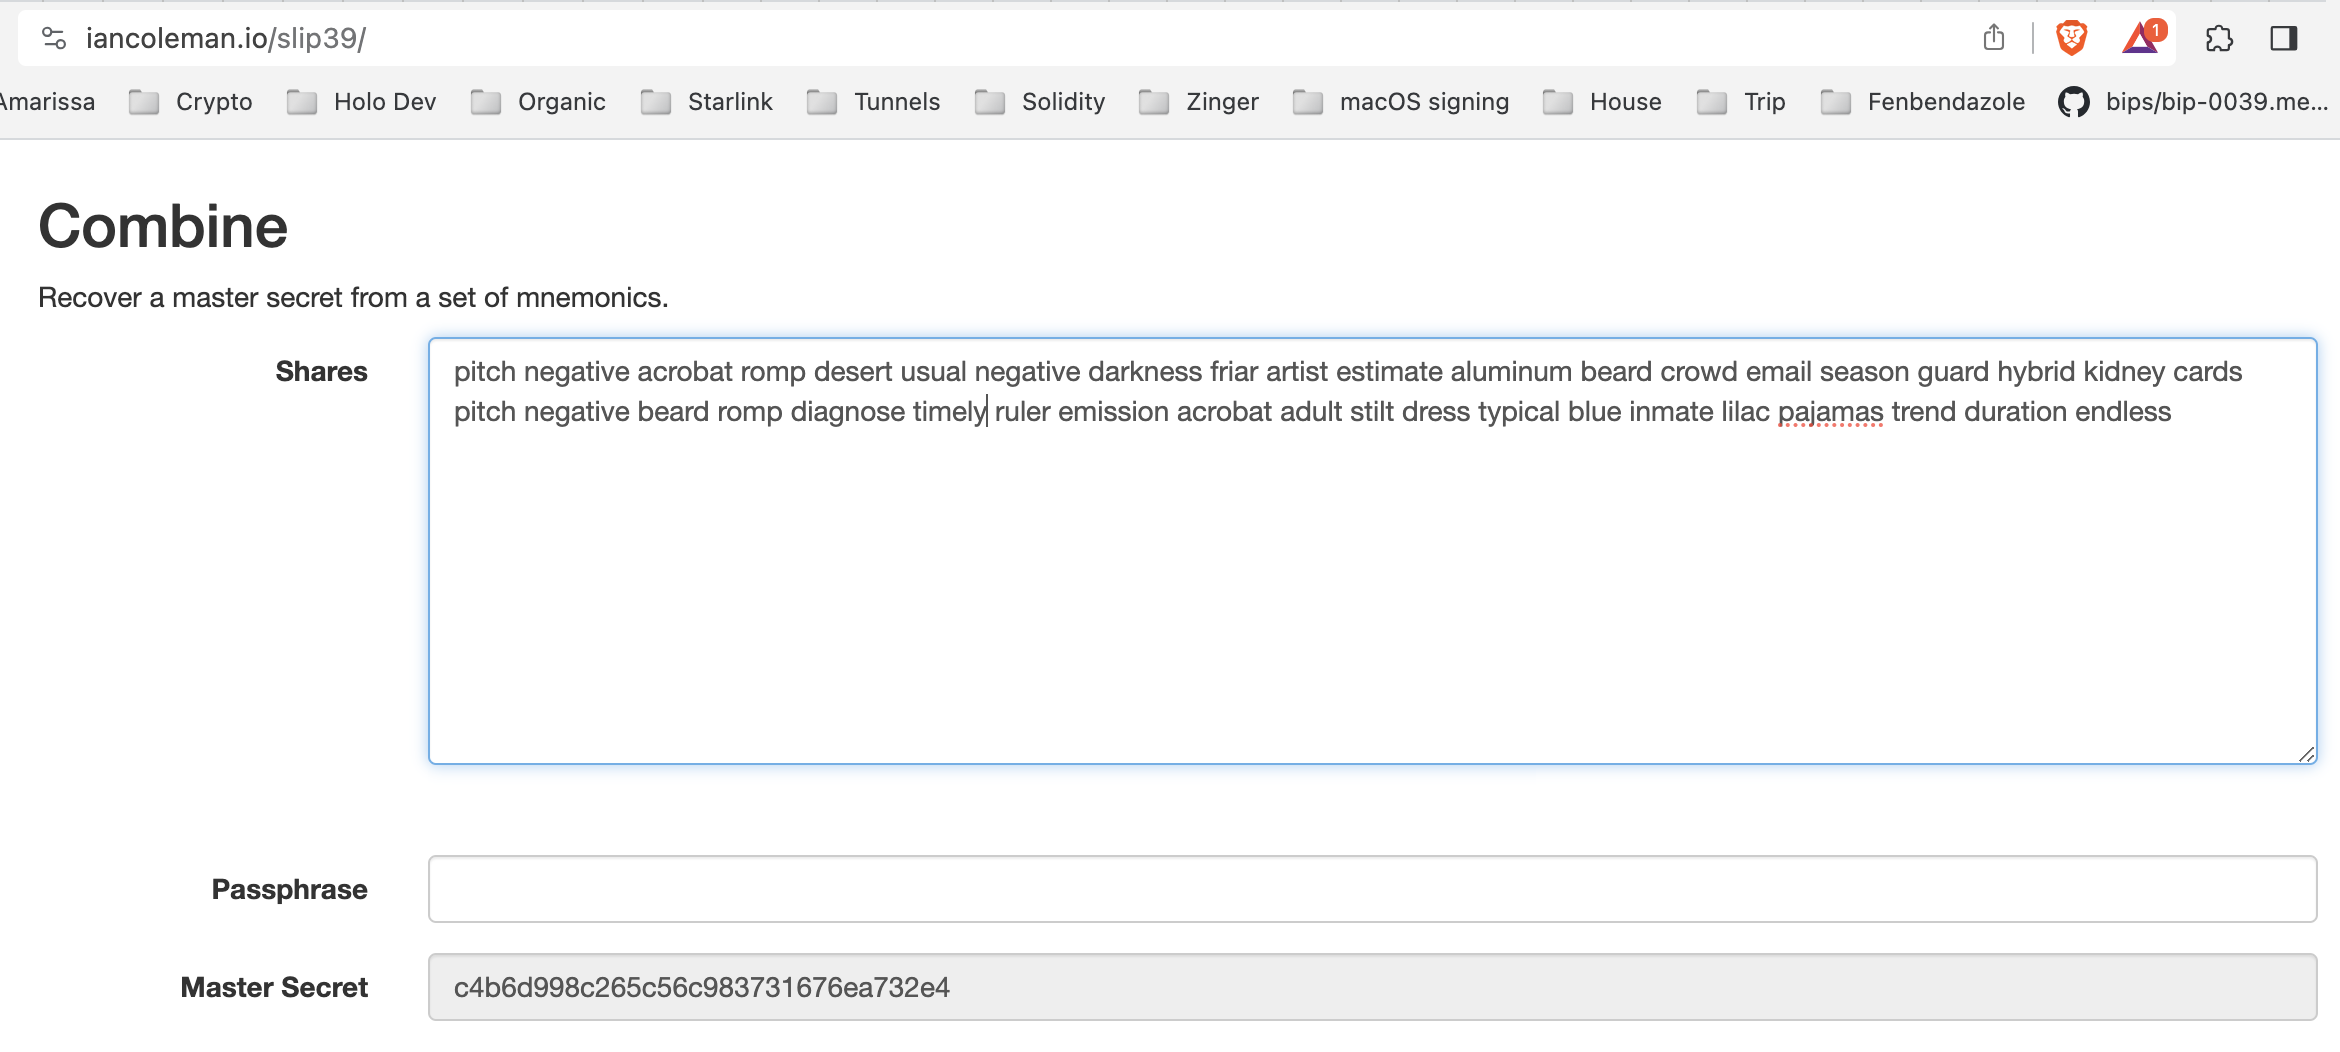 iancoleman.io/slip39/
1
Amarissa Crypto Holo Dev Organic Starlink Tunnels Solidity Zinger macOS signing House Trip Fenbendazole bips/bip-0039.me...
Combine
Recover a master secret from a set of mnemonics.
Shares
pitch negative acrobat romp desert usual negative darkness friar artist estimate aluminum beard crowd email season guard hybrid kidney cards
pitch negative beard romp diagnose timely ruler emission acrobat adult stilt dress typical blue inmate lilac pajamas trend duration endless
Passphrase
Master Secret
c4b6d998c265c56c983731676ea732e4